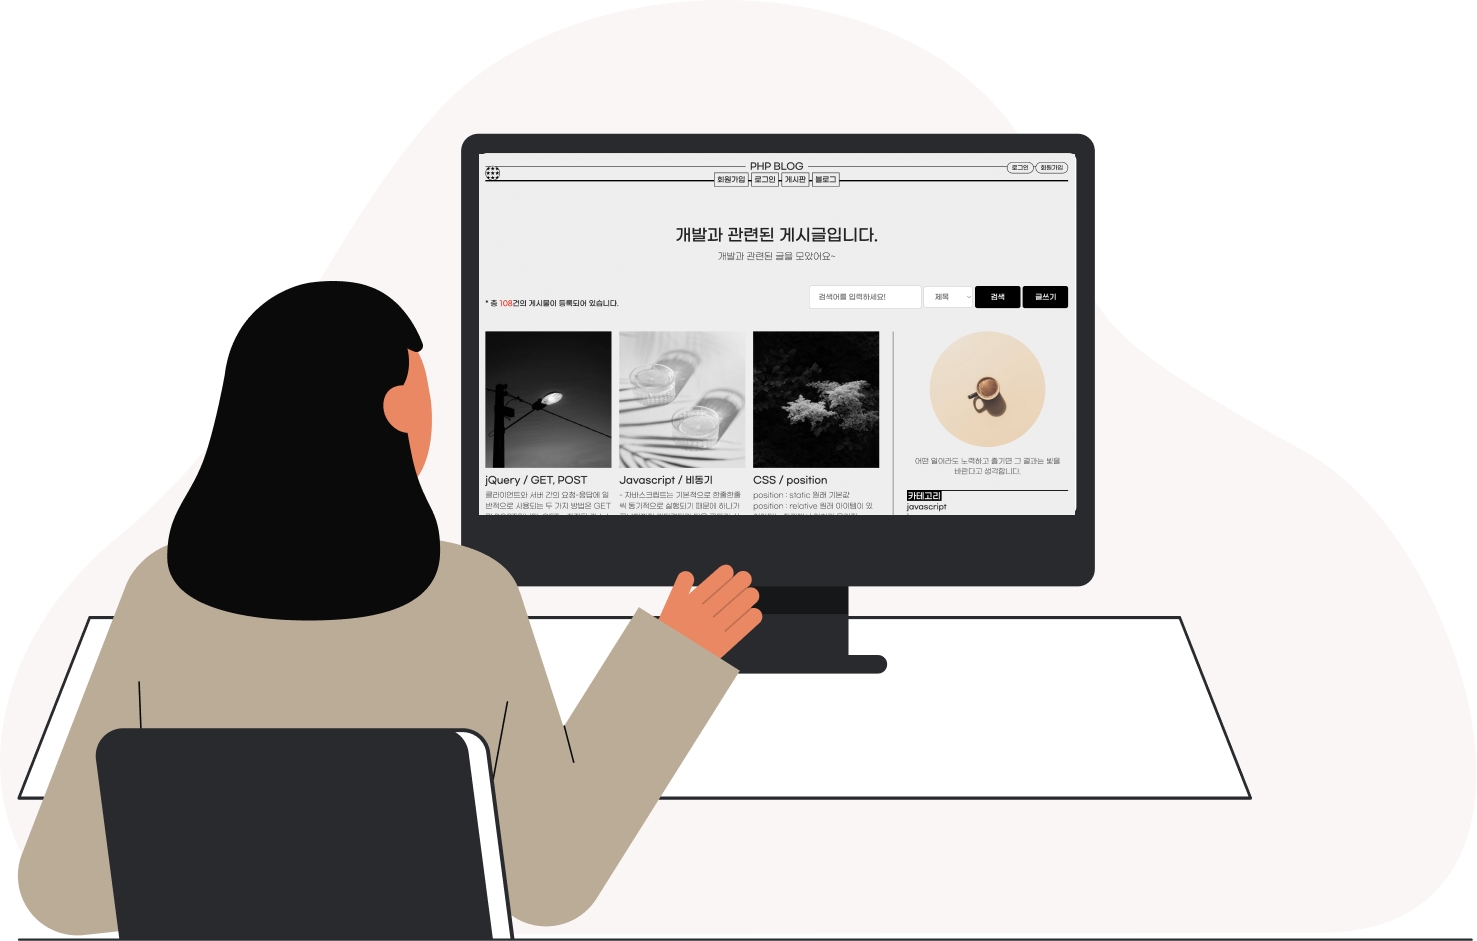 PHP BLOG
로그인 회원가입
회원가입 로그인 게시판 블로그
개발과 관련된 게시글입니다.
개발과 관련된 글을 모았어요~
* 총 108건의 게시물이 등록되어 있습니다.
검색어를 입력하세요! 제목 검색 글쓰기
jQuery / GET, POST
클라이언트와 서버 간의 요청-응답에 일
반적으로 사용되는 두 가지 방법은 GET
Javascript / 비동기
- 자바스크립트는 기본적으로 한줄한줄
씩 동기적으로 실행되기 때문에 하나가
CSS / position
position : static 원래 기본값
position : relative 원래 아이템이 있
어떤 일이라도 노력하고 즐기면 그 결과는 빛을
바란다고 생각합니다.
카테고리
javascript